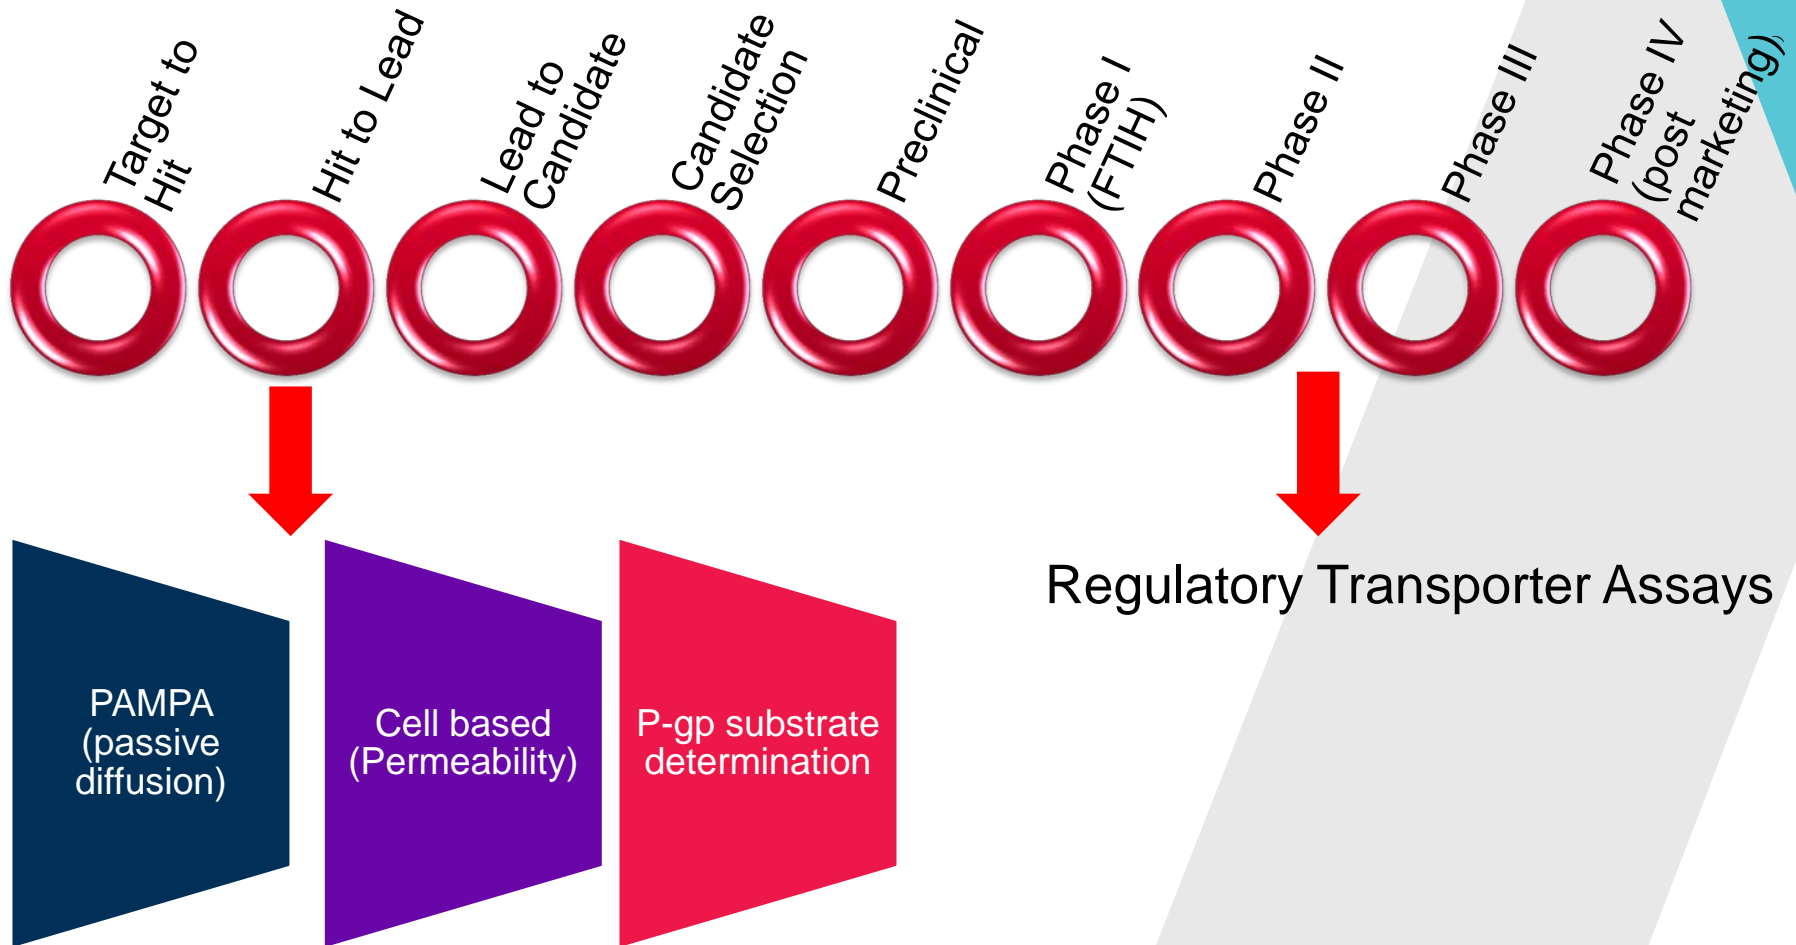 Target to
Hit
Hit to Lead
Lead to
Candidate
Candidate
Selection
Preclinical
Phase I
(FTIH)
Phase II
Phase III
Phase IV
(post
marketing)
Regulatory Transporter Assays
PAMPA
(passive
diffusion)
Cell based
(Permeability)
P-gp substrate
determination